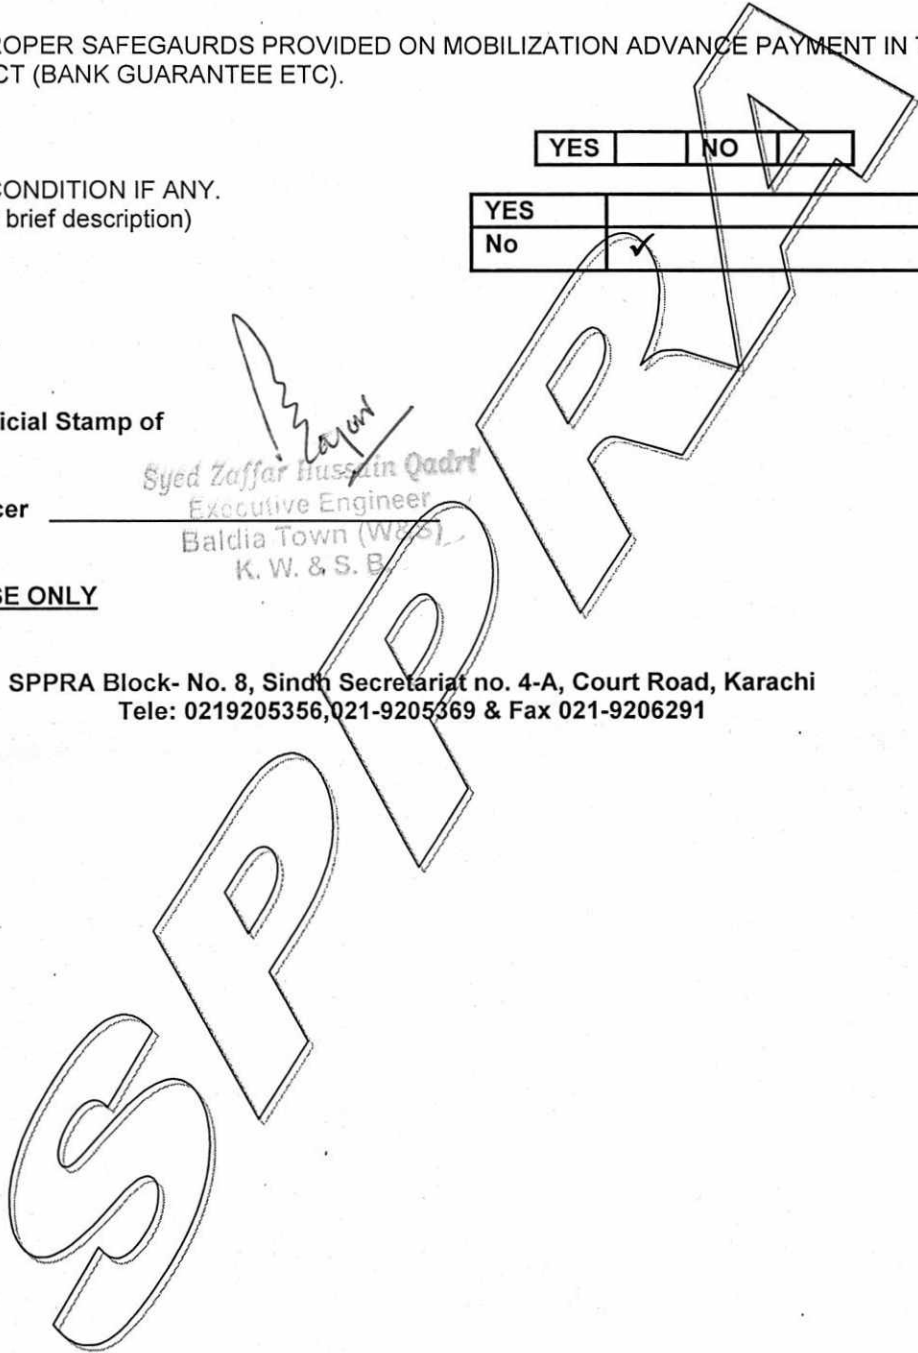 OPER SAFEGAURDS PROVIDED ON MOBILIZATION ADVANCE PAYMENT IN
CT (BANK GUARANTEE ETC).
YES NO
CONDITION IF ANY.
brief description)
YES
No ✓
icial Stamp of
Syed Zaffar Hussain Qadri
cer
Executive Engineer
Baldia Town (W&S)
K. W. & S. B.
SE ONLY
SPPRA Block- No. 8, Sindh Secretariat no. 4-A, Court Road, Karachi
Tele: 0219205356,021-9205369 & Fax 021-9206291
SPPRA